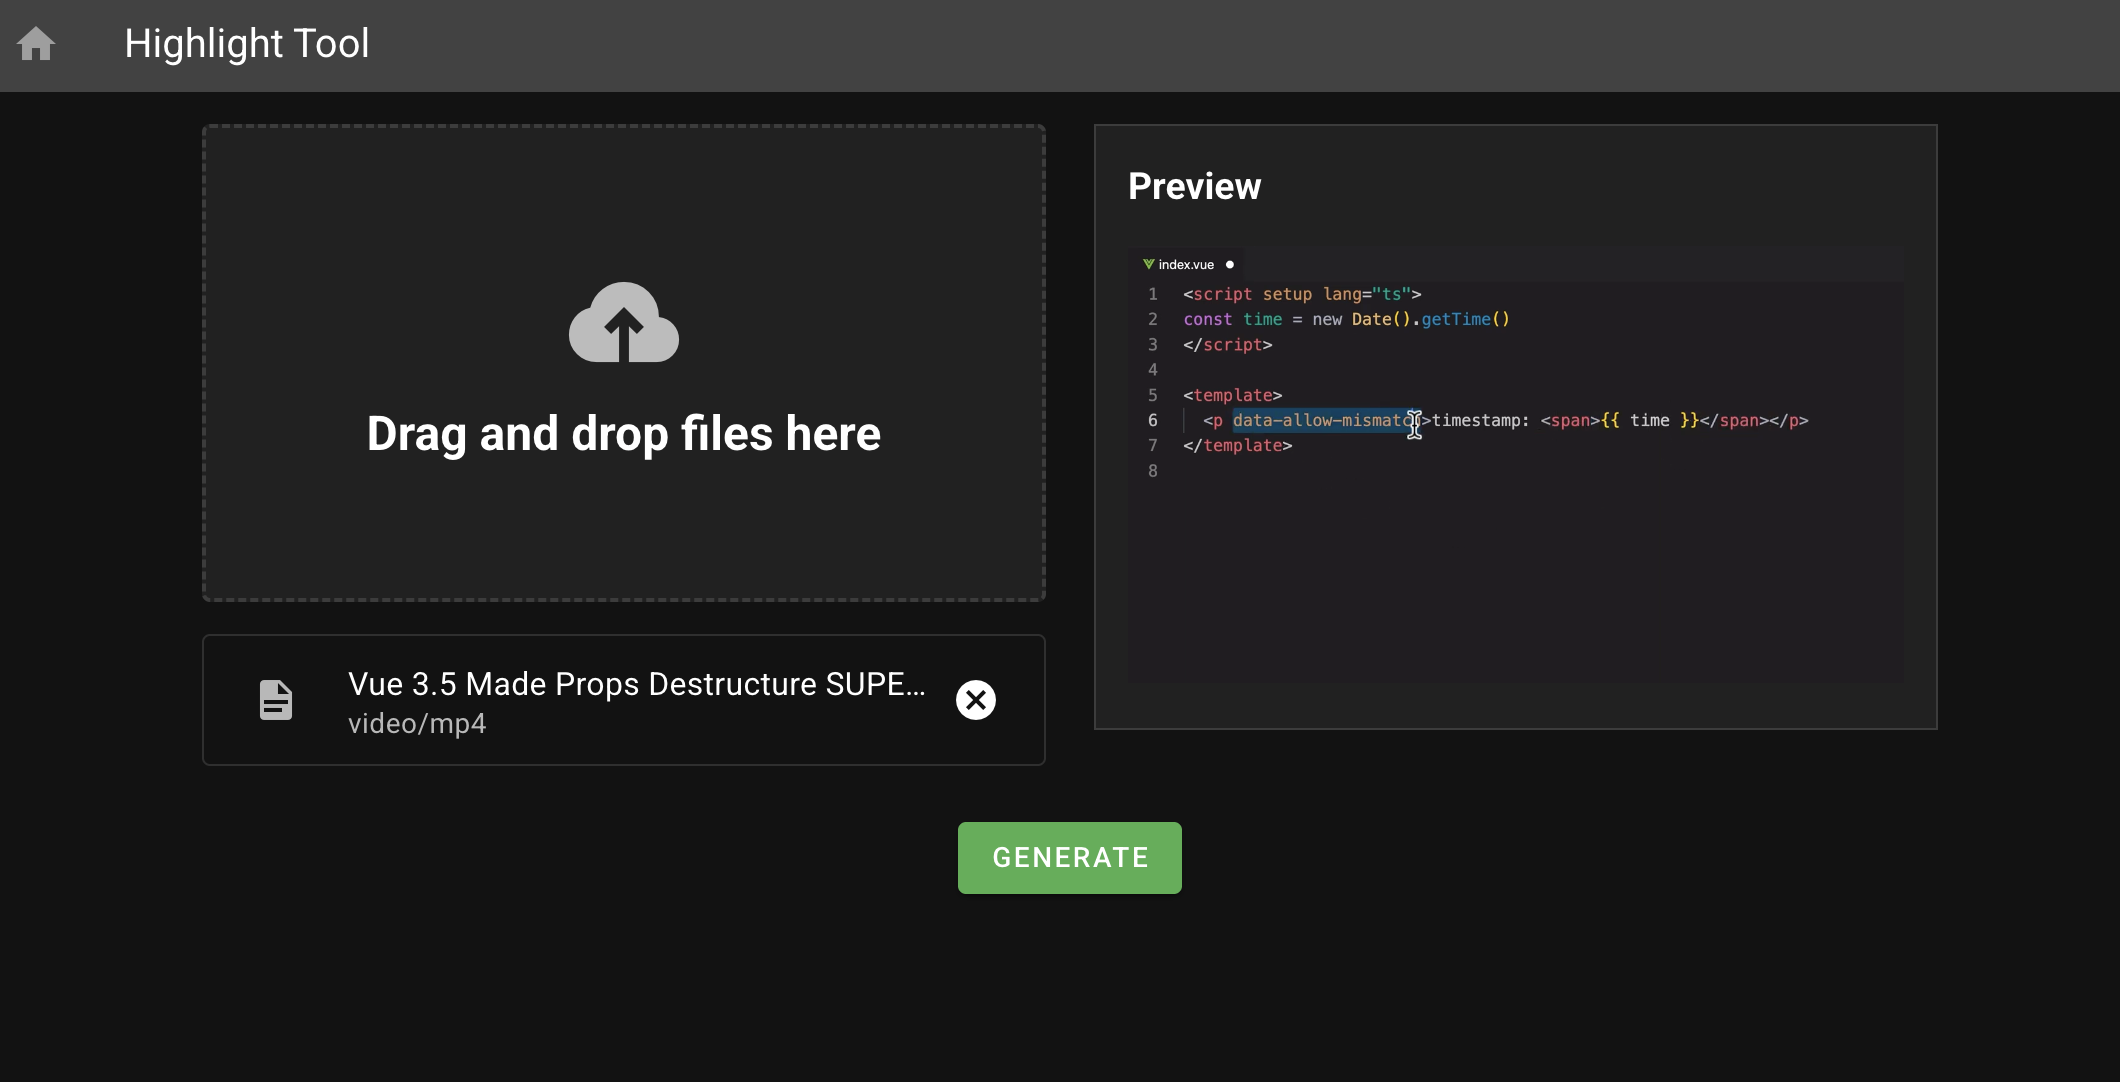 Highlight Tool
Drag and drop files here
Vue 3.5 Made Props Destructure SUPE...
video/mp4
Preview
index.vue
1 <script setup lang="ts">
2 const time = new Date().getTime()
3 </script>
4
5 <template>
6 <p data-allow-mismatch>timestamp: <span>{{ time }}</span></p>
7 </template>
8
GENERATE